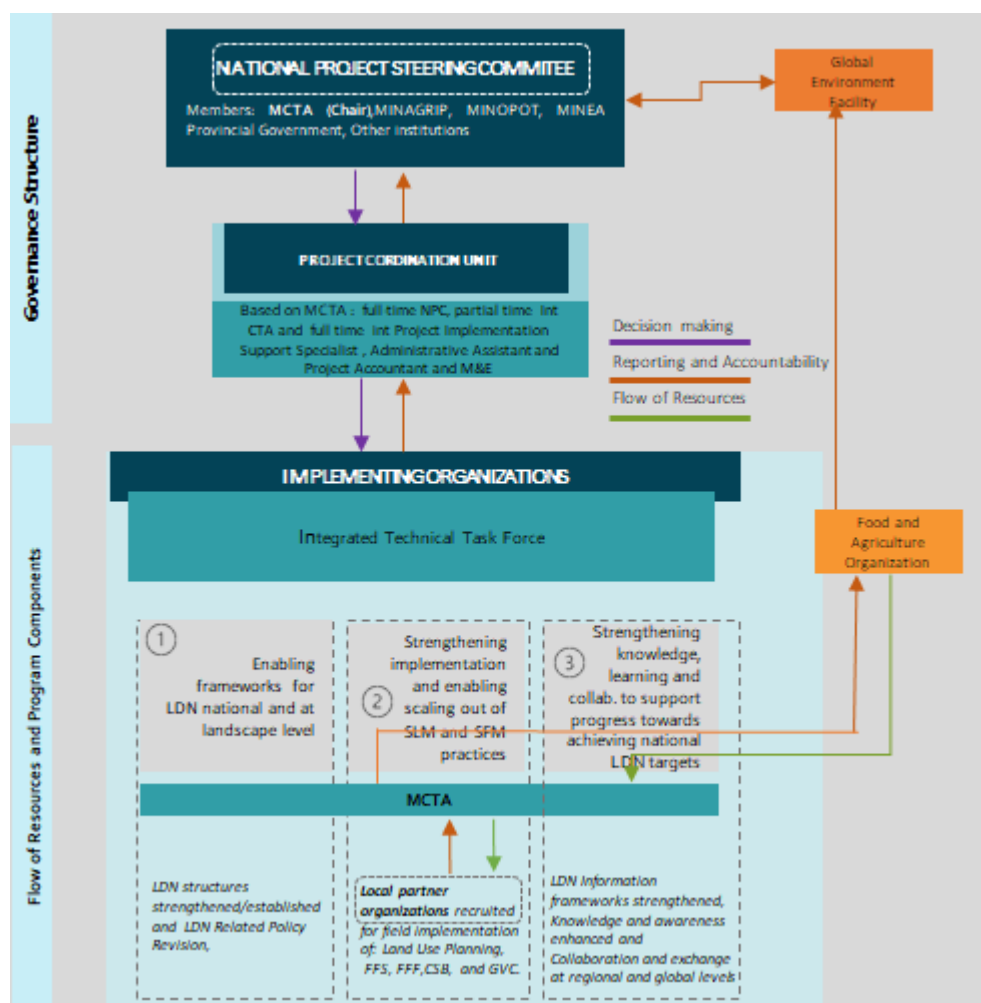 Governance Structure
NATIONAL PROJECT STEERING COMMITEE
Members: MCTA (Chair),MINAGRIP, MINOPOT, MINEA
Provincial Government, Other institutions
Global
Environment
Facility
PROJECT CORDINATION UNIT
Based on MCTA : full time NPC, partial time Int
CTA and full time Int Project Implementation
Support Specialist , Administrative Assistant and
Project Accountant and M&E
Decision making
Reporting and Accountability
Flow of Resources
Flow of Resources and Program Components
IMPLEMENTING ORGANIZATIONS
Integrated Technical Task Force
Food and
Agriculture
Organization
1
Enabling
frameworks for
LDN national and at
landscape level
2
Strengthening
implementation
and enabling
scaling out of
SLM and SFM
practices
3
Strengthening
knowledge,
learning and
collab. to support
progress towards
achieving national
LDN targets
MCTA
LDN structures
strengthened/established
and LDN Related Policy
Revision,
Local partner
organizations recruited
for field implementation
of: Land Use Planning,
FFS, FFF,CSB, and GVC.
LDN Information
frameworks strengthened,
Knowledge and awareness
enhanced and
Collaboration and exchange
at regional and global levels